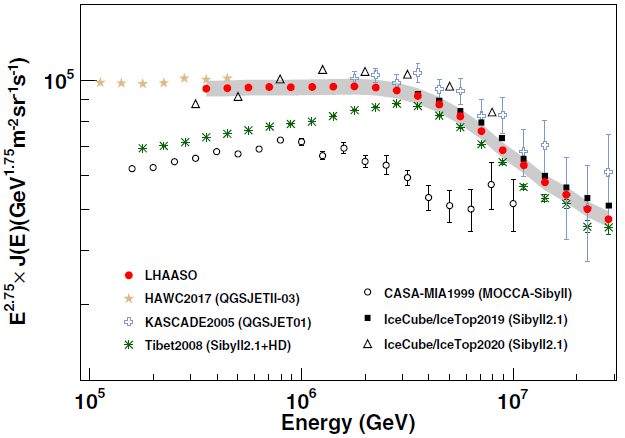 E^2.75 × J(E)(GeV^1.75 m^-2 sr^-1 s^-1)
10^5
LHAASO
HAWC2017 (QGSJETII-03)
KASCADE2005 (QGSJET01)
Tibet2008 (Sibyll2.1+HD)
CASA-MIA1999 (MOCCA-Sibyll)
IceCube/IceTop2019 (Sibyll2.1)
IceCube/IceTop2020 (Sibyll2.1)
10^5 10^6 10^7
Energy (GeV)